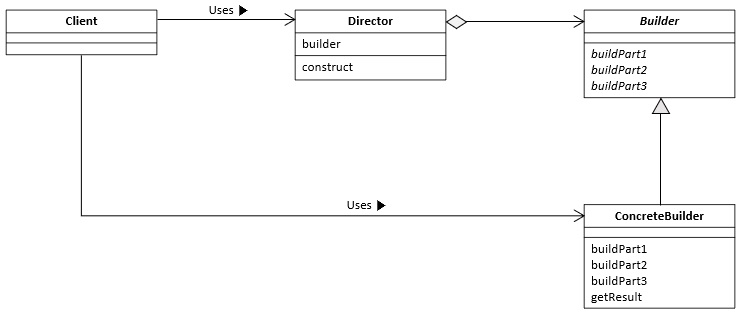 Client
Uses ▶
Director
builder
construct
Builder
buildPart1
buildPart2
buildPart3
Uses ▶
ConcreteBuilder
buildPart1
buildPart2
buildPart3
getResult